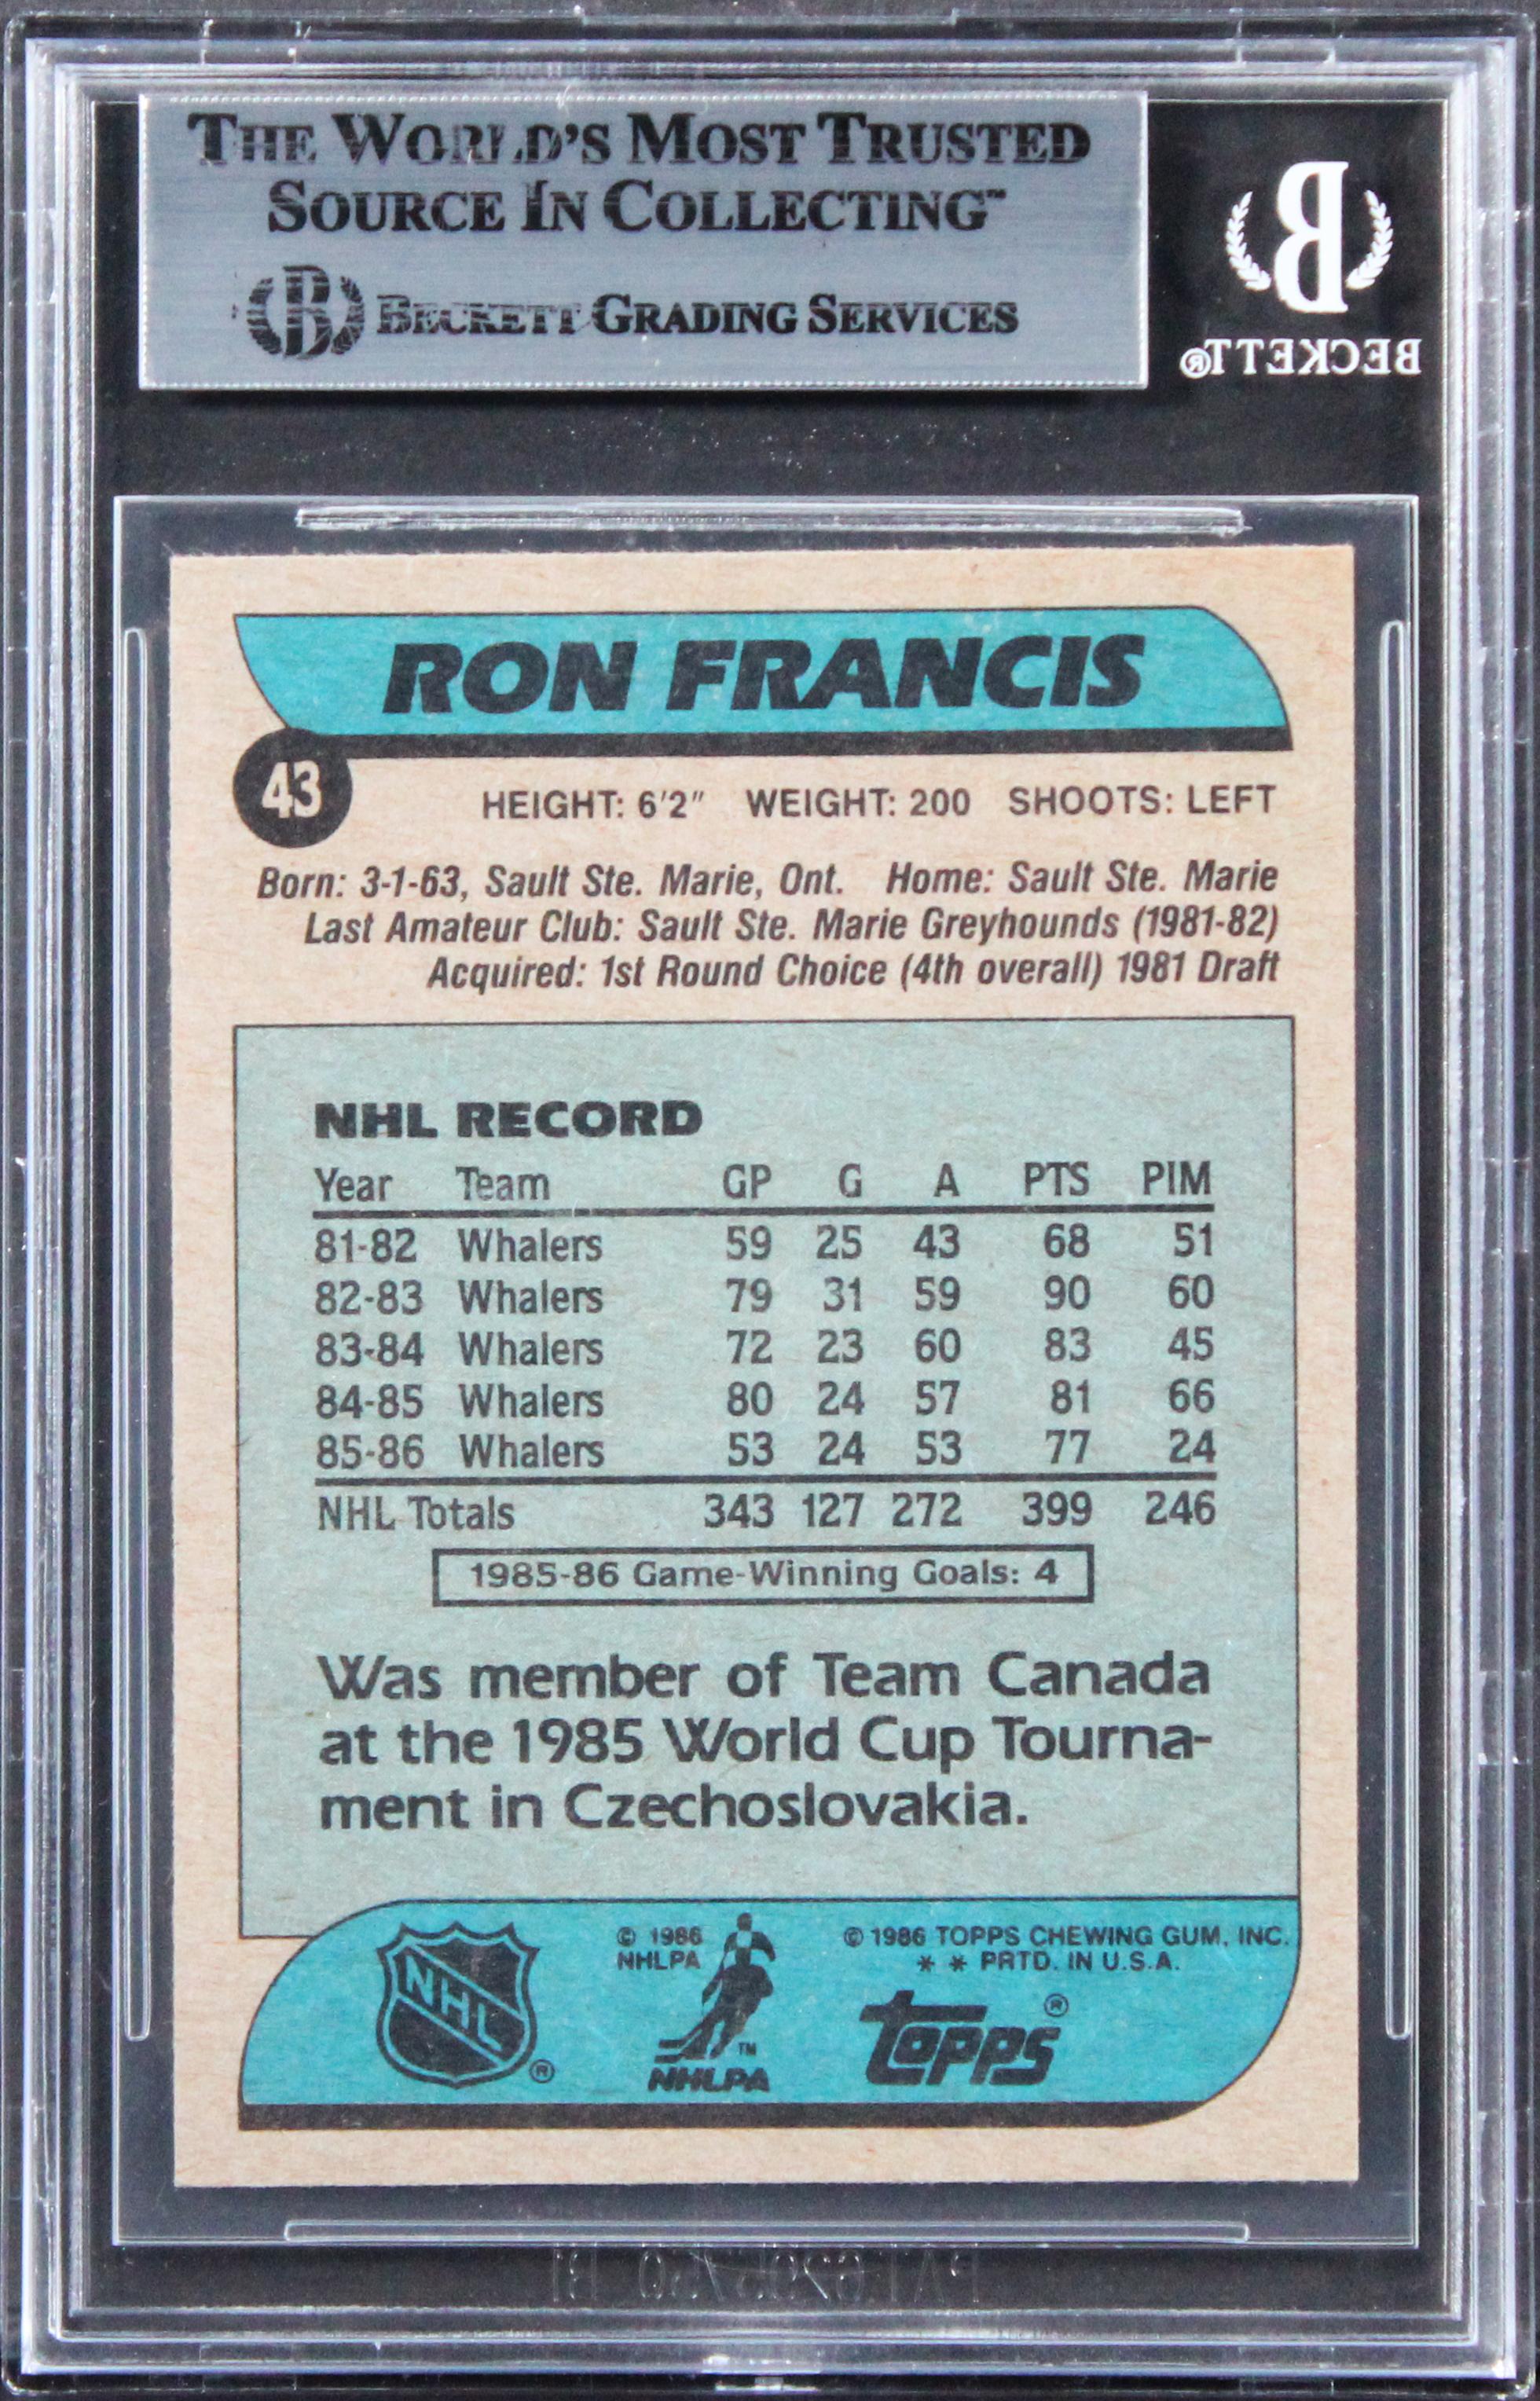 THE WORLD'S MOST TRUSTED
SOURCE IN COLLECTING™
B BECKETT GRADING SERVICES
B
BECKETT®
RON FRANCIS
43
HEIGHT: 6'2" WEIGHT: 200 SHOOTS: LEFT
Born: 3-1-63, Sault Ste. Marie, Ont. Home: Sault Ste. Marie
Last Amateur Club: Sault Ste. Marie Greyhounds (1981-82)
Acquired: 1st Round Choice (4th overall) 1981 Draft
NHL RECORD
Year Team GP G A PTS PIM
81-82 Whalers 59 25 43 68 51
82-83 Whalers 79 31 59 90 60
83-84 Whalers 72 23 60 83 45
84-85 Whalers 80 24 57 81 66
85-86 Whalers 53 24 53 77 24
NHL Totals 343 127 272 399 246
1985-86 Game-Winning Goals: 4
Was member of Team Canada
at the 1985 World Cup Tourna-
ment in Czechoslovakia.
NHL ®
© 1986
NHLPA
™
NHLPA
© 1986 TOPPS CHEWING GUM, INC.
* * PRTD. IN U.S.A.
topps®